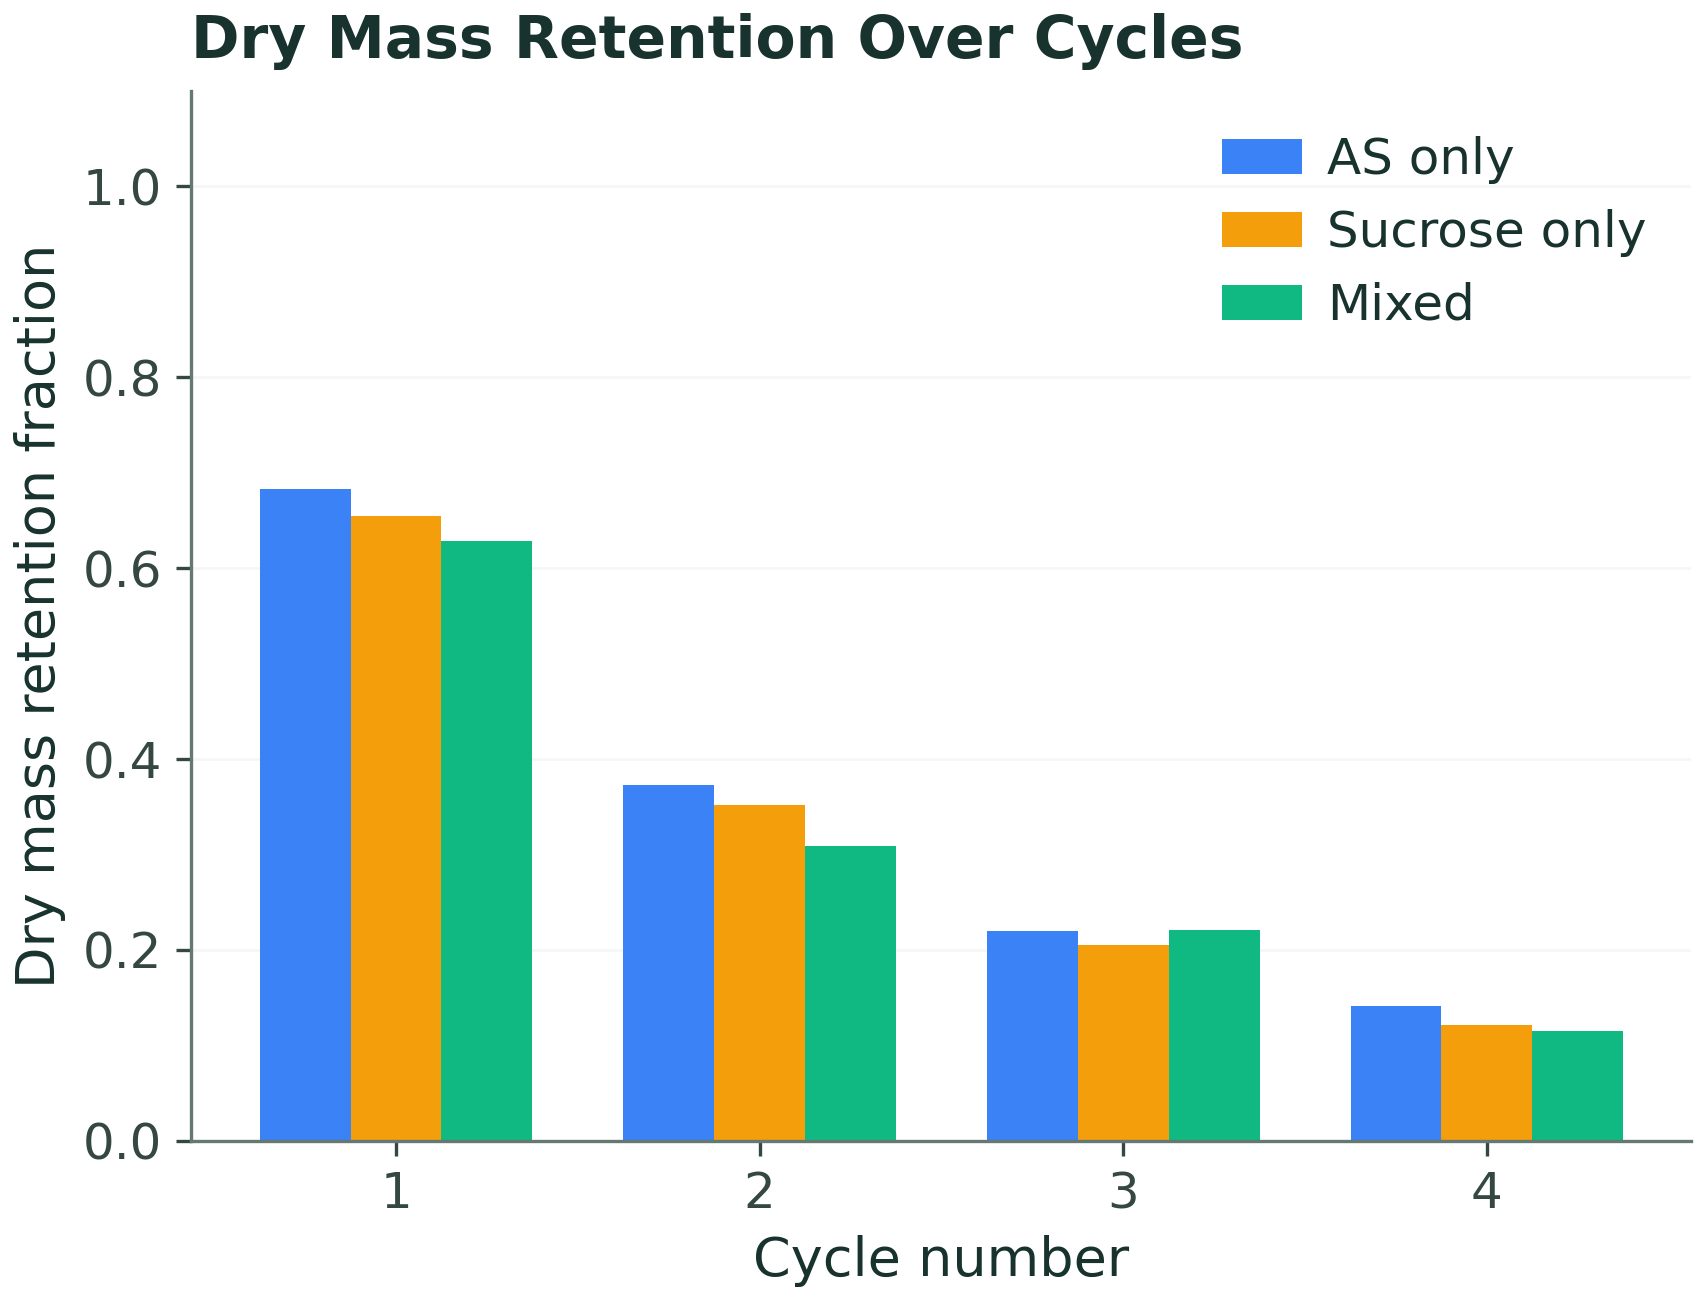 Dry Mass Retention Over Cycles
AS only
Sucrose only
Mixed
Dry mass retention fraction
1.0
0.8
0.6
0.4
0.2
0.0
1 2 3 4
Cycle number